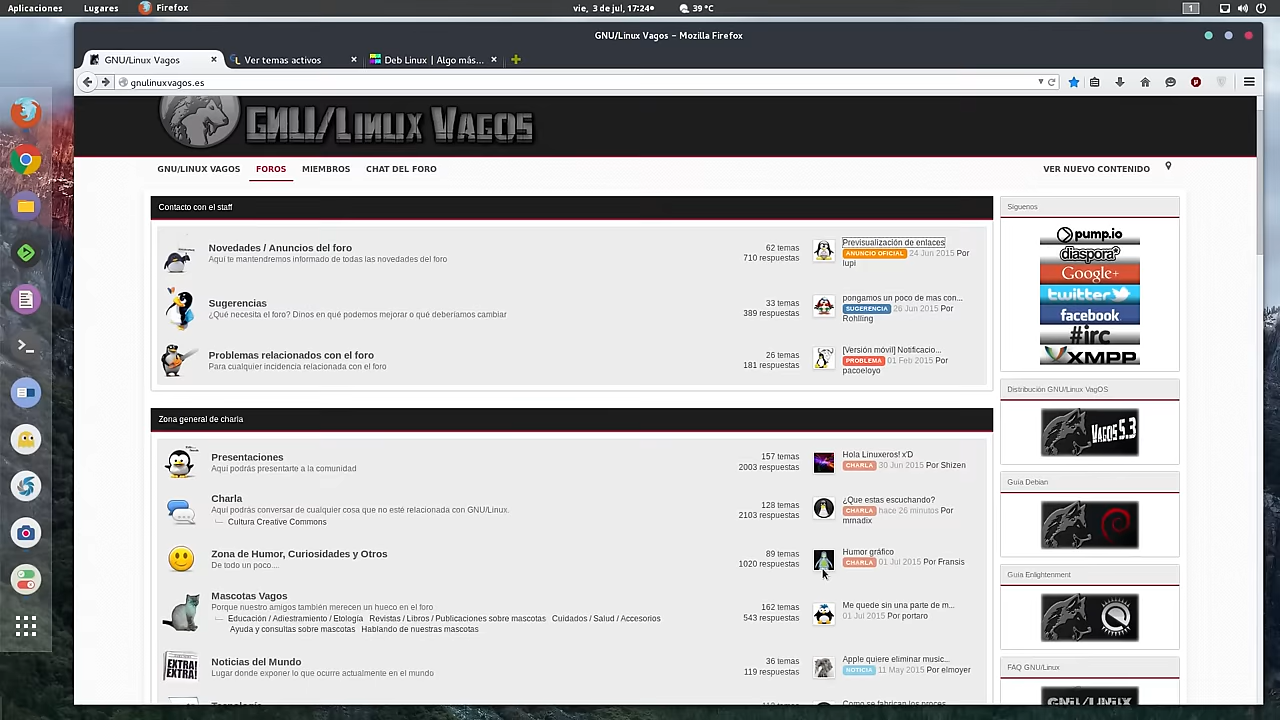 Aplicaciones Lugares Firefox vie, 3 de jul, 17:24 39 °C 1
GNU/Linux Vagos – Mozilla Firefox
GNU/Linux Vagos Ver temas activos Deb Linux | Algo más...
gnulinuxvagos.es
GNU/Linux Vagos
GNU/LINUX VAGOS FOROS MIEMBROS CHAT DEL FORO VER NUEVO CONTENIDO
Contacto con el staff
Novedades / Anuncios del foro
Aquí te mantendremos informado de todas las novedades del foro
62 temas
710 respuestas
Previsualización de enlaces
ANUNCIO OFICIAL 24 Jun 2015 Por
lupi
Sugerencias
¿Qué necesita el foro? Dinos en qué podemos mejorar o qué deberíamos cambiar
33 temas
389 respuestas
pongamos un poco de mas con...
SUGERENCIA 26 Jun 2015 Por
Rohlling
Problemas relacionados con el foro
Para cualquier incidencia relacionada con el foro
26 temas
181 respuestas
[Versión móvil] Notificacio...
PROBLEMA 01 Feb 2015 Por
pacoeloyo
Zona general de charla
Presentaciones
Aquí podrás presentarte a la comunidad
157 temas
2003 respuestas
Hola Linuxeros! x'D
CHARLA 30 Jun 2015 Por Shizen
Charla
Aquí podrás conversar de cualquier cosa que no esté relacionada con GNU/Linux.
Cultura Creative Commons
128 temas
2103 respuestas
¿Que estas escuchando?
CHARLA hace 26 minutos Por
mrnadix
Zona de Humor, Curiosidades y Otros
De todo un poco....
89 temas
1020 respuestas
Humor gráfico
CHARLA 01 Jul 2015 Por Fransis
Mascotas Vagos
Porque nuestro amigos también merecen un hueco en el foro
Educación / Adiestramiento / Etología Revistas / Libros / Publicaciones sobre mascotas Cuidados / Salud / Accesorios
Ayuda y consultas sobre mascotas Hablando de nuestras mascotas
162 temas
543 respuestas
Me quede sin una parte de m...
01 Jul 2015 Por portaro
Noticias del Mundo
Lugar donde exponer lo que ocurre actualmente en el mundo
EXTRA!
EXTRA!
36 temas
119 respuestas
Apple quiere eliminar music...
NOTICIA 11 May 2015 Por elmoyer
Como se fabrican los proces...
Síguenos
pump.io
diaspora*
Google+
twitter
facebook
#irc
XMPP
Distribución GNU/Linux VagOS
VAGOS 5.3
Guía Debian
Guía Enlightenment
FAQ GNU/Linux
GNU/LINUX